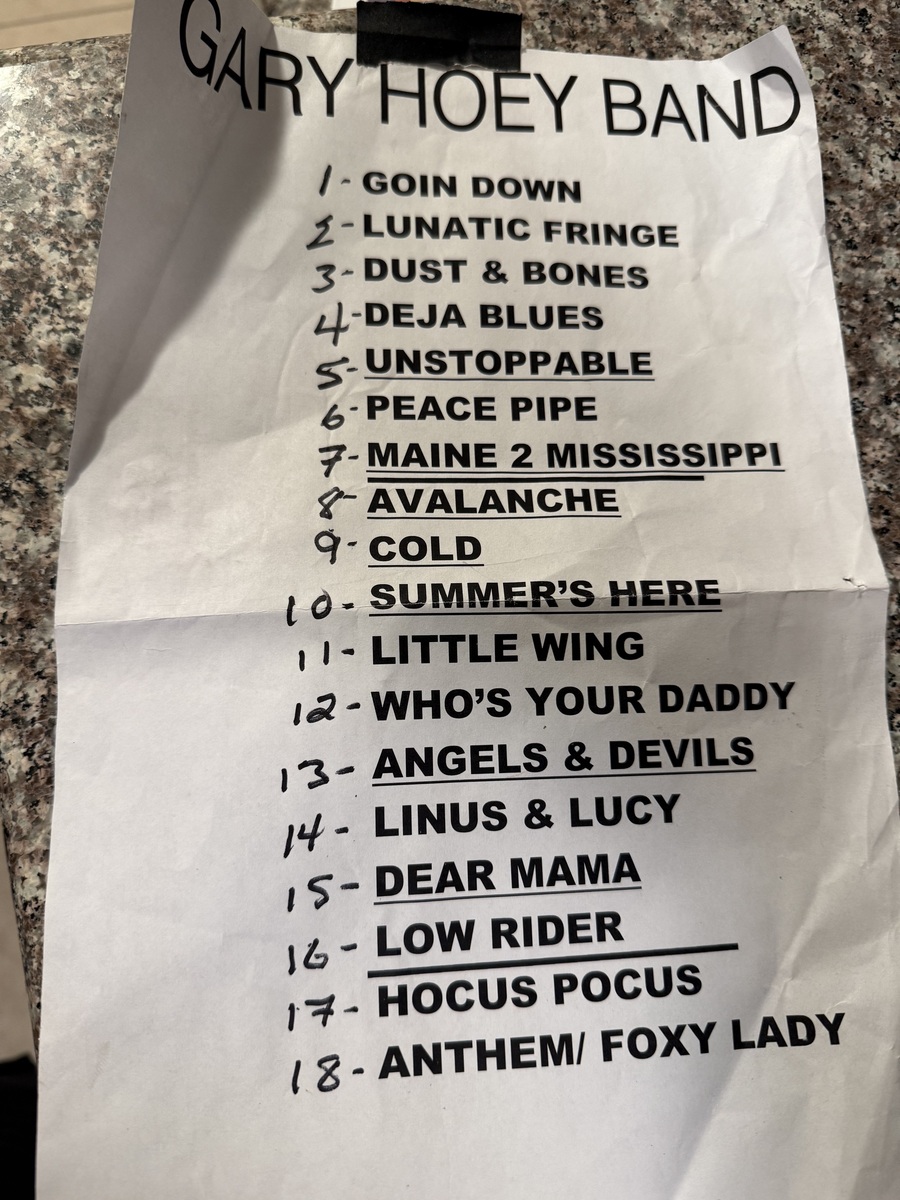 GARY HOEY BAND
1- GOIN DOWN
2- LUNATIC FRINGE
3- DUST & BONES
4- DEJA BLUES
5- UNSTOPPABLE
6- PEACE PIPE
7- MAINE 2 MISSISSIPPI
8- AVALANCHE
9- COLD
10- SUMMER’S HERE
11- LITTLE WING
12- WHO’S YOUR DADDY
13- ANGELS & DEVILS
14- LINUS & LUCY
15- DEAR MAMA
16- LOW RIDER
17- HOCUS POCUS
18- ANTHEM/ FOXY LADY